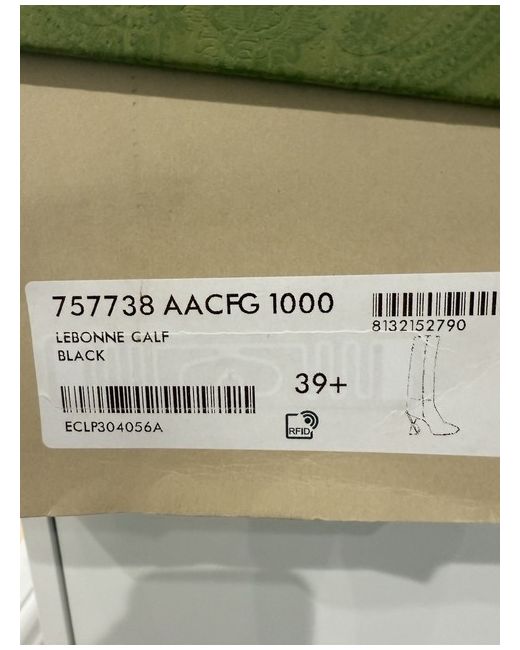 757738 AACFG 1000
8132152790
LEBONNE CALF
BLACK
39+
ECLP304056A
RFID